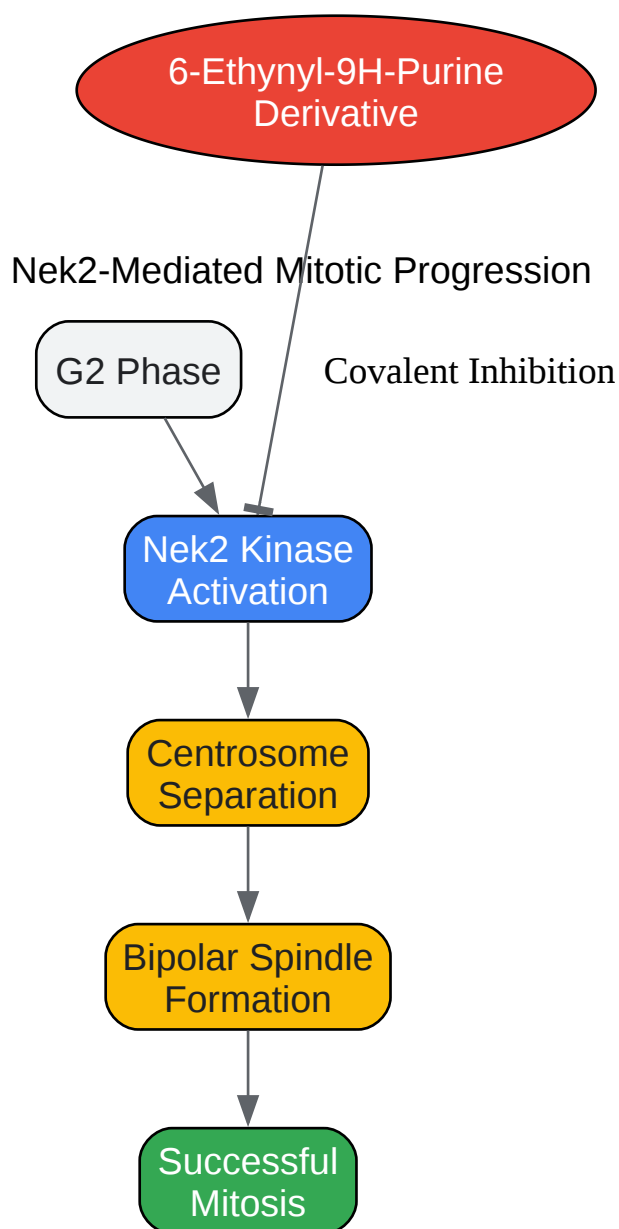 6-Ethynyl-9H-Purine
Derivative
Nek2-Mediated Mitotic Progression
G2 Phase
Covalent Inhibition
Nek2 Kinase
Activation
Centrosome
Separation
Bipolar Spindle
Formation
Successful
Mitosis